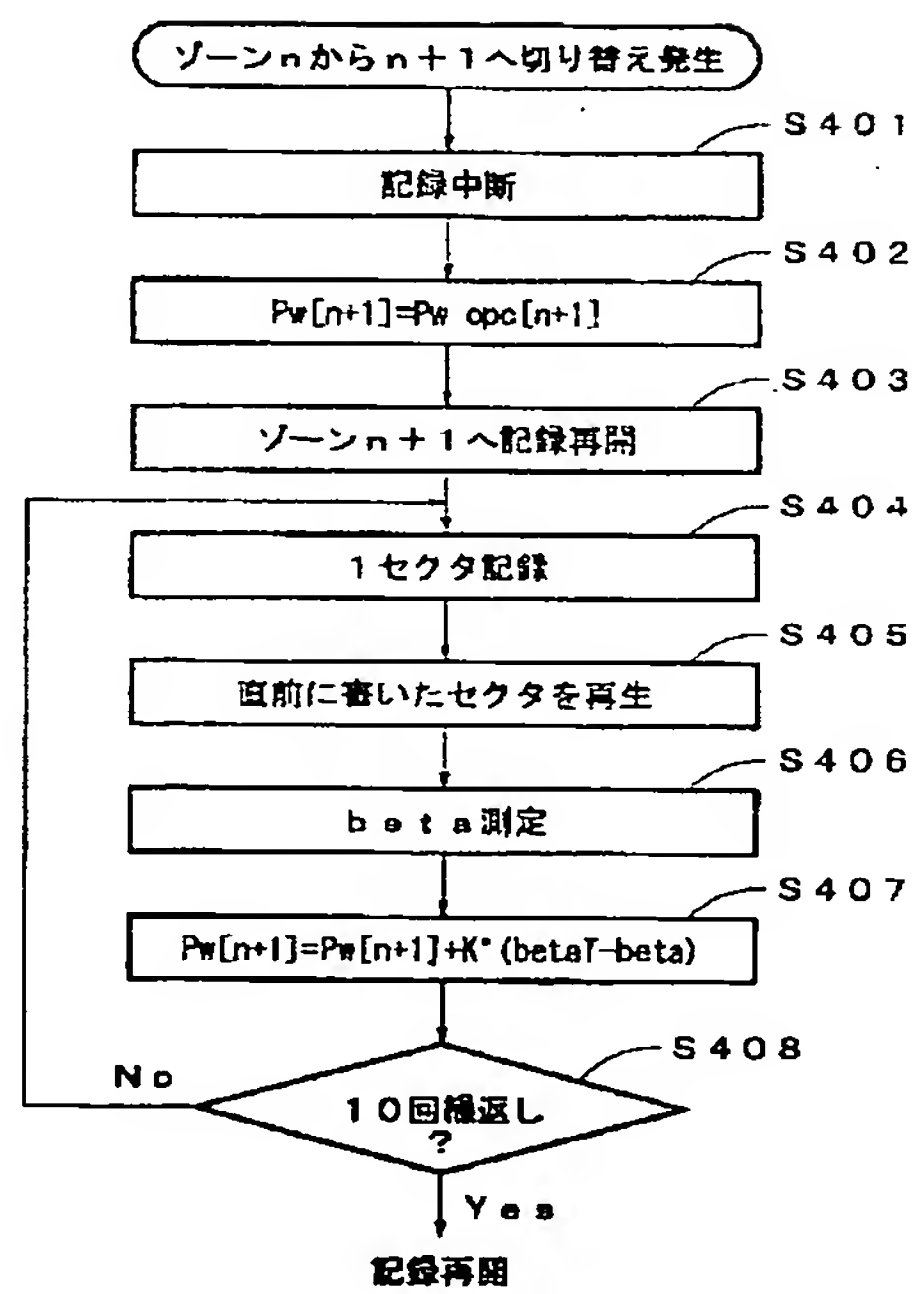 ゾーンnからn+1へ切り替え発生
S401
記録中断
S402
Pw[n+1]=Pw opc[n+1]
S403
ゾーンn+1へ記録再開
S404
1セクタ記録
S405
直前に書いたセクタを再生
S406
beta測定
S407
Pw[n+1]=Pw[n+1]+K*(betaT-beta)
S408
No
10回繰返し
?
Yes
記録再開